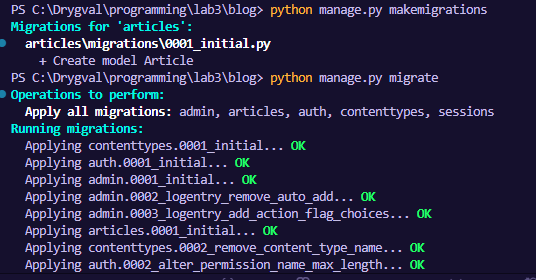 PS C:\Drygval\programming\lab3\blog> python manage.py makemigrations
Migrations for 'articles':
articles\migrations\0001_initial.py
+ Create model Article
PS C:\Drygval\programming\lab3\blog> python manage.py migrate
Operations to perform:
Apply all migrations: admin, articles, auth, contenttypes, sessions
Running migrations:
Applying contenttypes.0001_initial... OK
Applying auth.0001_initial... OK
Applying admin.0001_initial... OK
Applying admin.0002_logentry_remove_auto_add... OK
Applying admin.0003_logentry_add_action_flag_choices... OK
Applying articles.0001_initial... OK
Applying contenttypes.0002_remove_content_type_name... OK
Applying auth.0002_alter_permission_name_max_length... OK